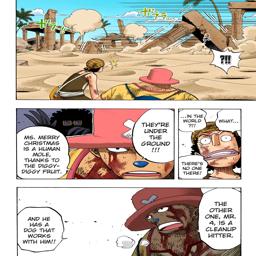 ?!!
WHAT...
...IN THE
WORLD
?!
THERE'S
NO ONE
THERE!
THEY'RE
UNDER
THE
GROUND
!!!
MS. MERRY
CHRISTMAS
IS A
HUMAN
MOLE,
THANKS
TO THE
DIGGY-
DIGGY FRUIT.
THE
OTHER
ONE, MR.
4, IS A
CLEANUP
HITTER.
AND
HE HAS
A DOG
THAT
WORKS
WITH HIM!!